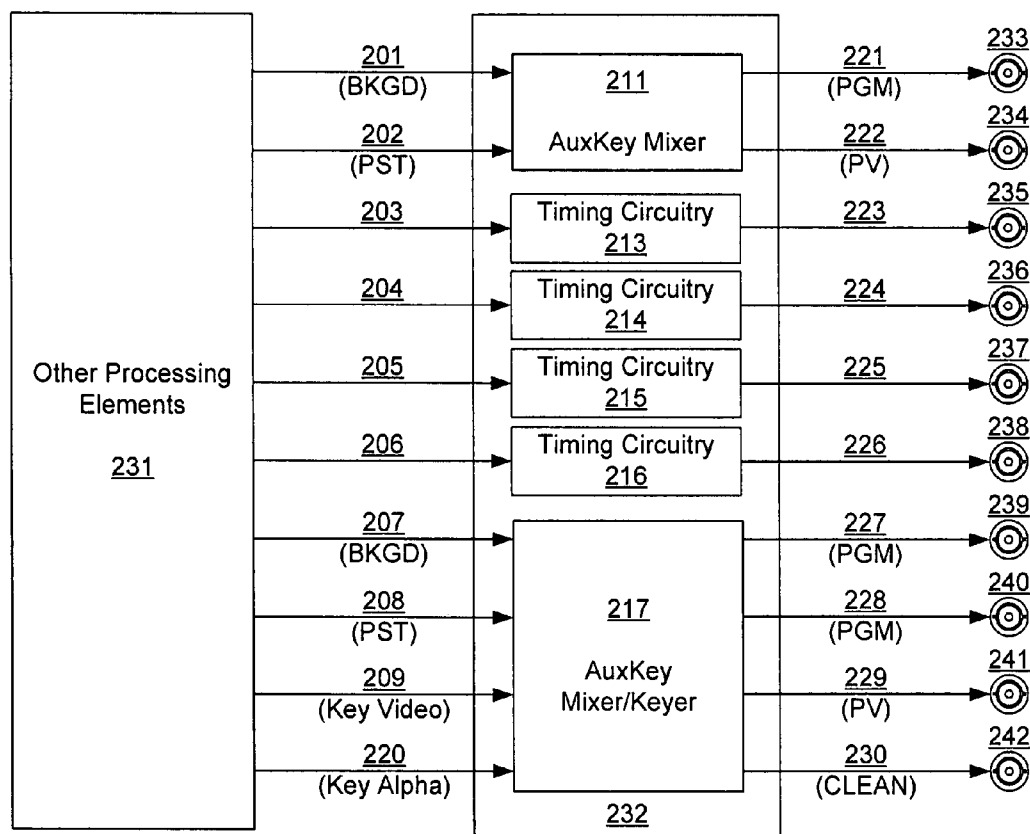 Other Processing
Elements
231
201
(BKGD)
202
(PST)
203
204
205
206
207
(BKGD)
208
(PST)
209
(Key Video)
220
(Key Alpha)
211
AuxKey Mixer
Timing Circuitry
213
Timing Circuitry
214
Timing Circuitry
215
Timing Circuitry
216
217
AuxKey
Mixer/Keyer
232
221
(PGM)
222
(PV)
223
224
225
226
227
(PGM)
228
(PGM)
229
(PV)
230
(CLEAN)
233
234
235
236
237
238
239
240
241
242